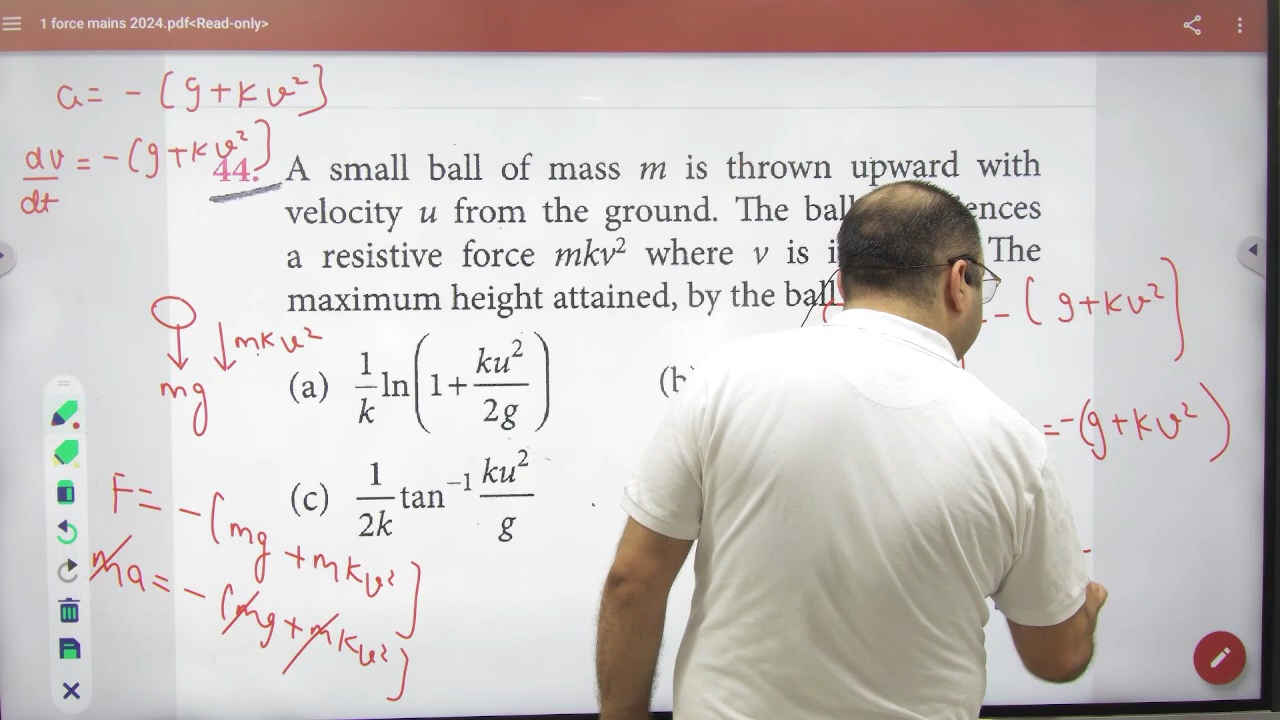 1 force mains 2024.pdf<Read-only>
a = - [g + kv²]
dv/dt = - (g + kv²]
44. A small ball of mass m is thrown upward with
velocity u from the ground. The ball ences
a resistive force mkv² where v is The
maximum height attained, by the ball
mkv²
mg
= - [g + kv²]
(a) 1/k ln(1 + ku²/2g) (b)
= -(g + kv²)
(c) 1/2k tan⁻¹ ku²/g
F = -(mg + mkv²]
ma = -(mg + mkv²]